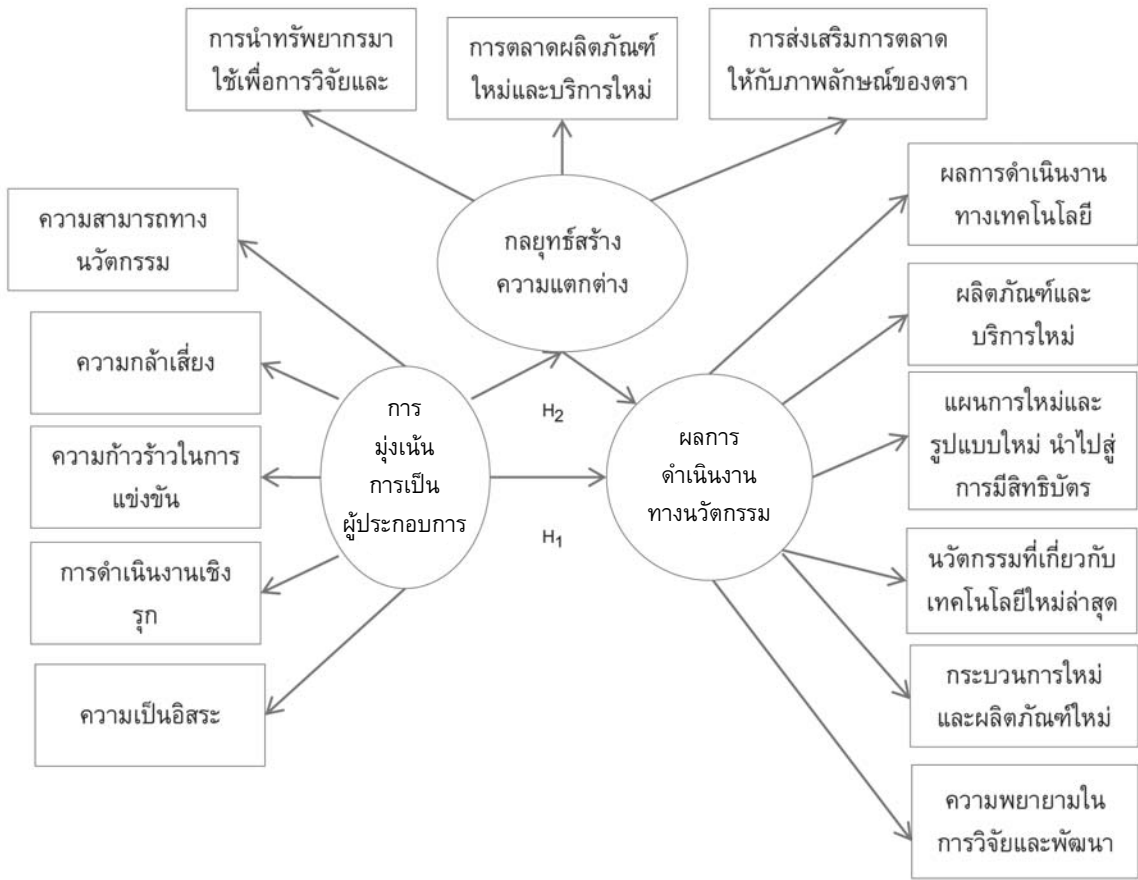 การนำทรัพยากรมา
ใช้เพื่อการวิจัยและ
การตลาดผลิตภัณฑ์
ใหม่และบริการใหม่
การส่งเสริมการตลาด
ให้กับภาพลักษณ์ของตรา
กลยุทธ์สร้าง
ความแตกต่าง
ความสามารถทาง
นวัตกรรม
ความกล้าเสี่ยง
ความก้าวร้าวในการ
แข่งขัน
การดำเนินงานเชิง
รุก
ความเป็นอิสระ
การ
มุ่งเน้น
การเป็น
ผู้ประกอบการ
H2
H1
ผลการ
ดำเนินงาน
ทางนวัตกรรม
ผลการดำเนินงาน
ทางเทคโนโลยี
ผลิตภัณฑ์และ
บริการใหม่
แผนการใหม่และ
รูปแบบใหม่ นำไปสู่
การมีสิทธิบัตร
นวัตกรรมที่เกี่ยวกับ
เทคโนโลยีใหม่ล่าสุด
กระบวนการใหม่
และผลิตภัณฑ์ใหม่
ความพยายามใน
การวิจัยและพัฒนา